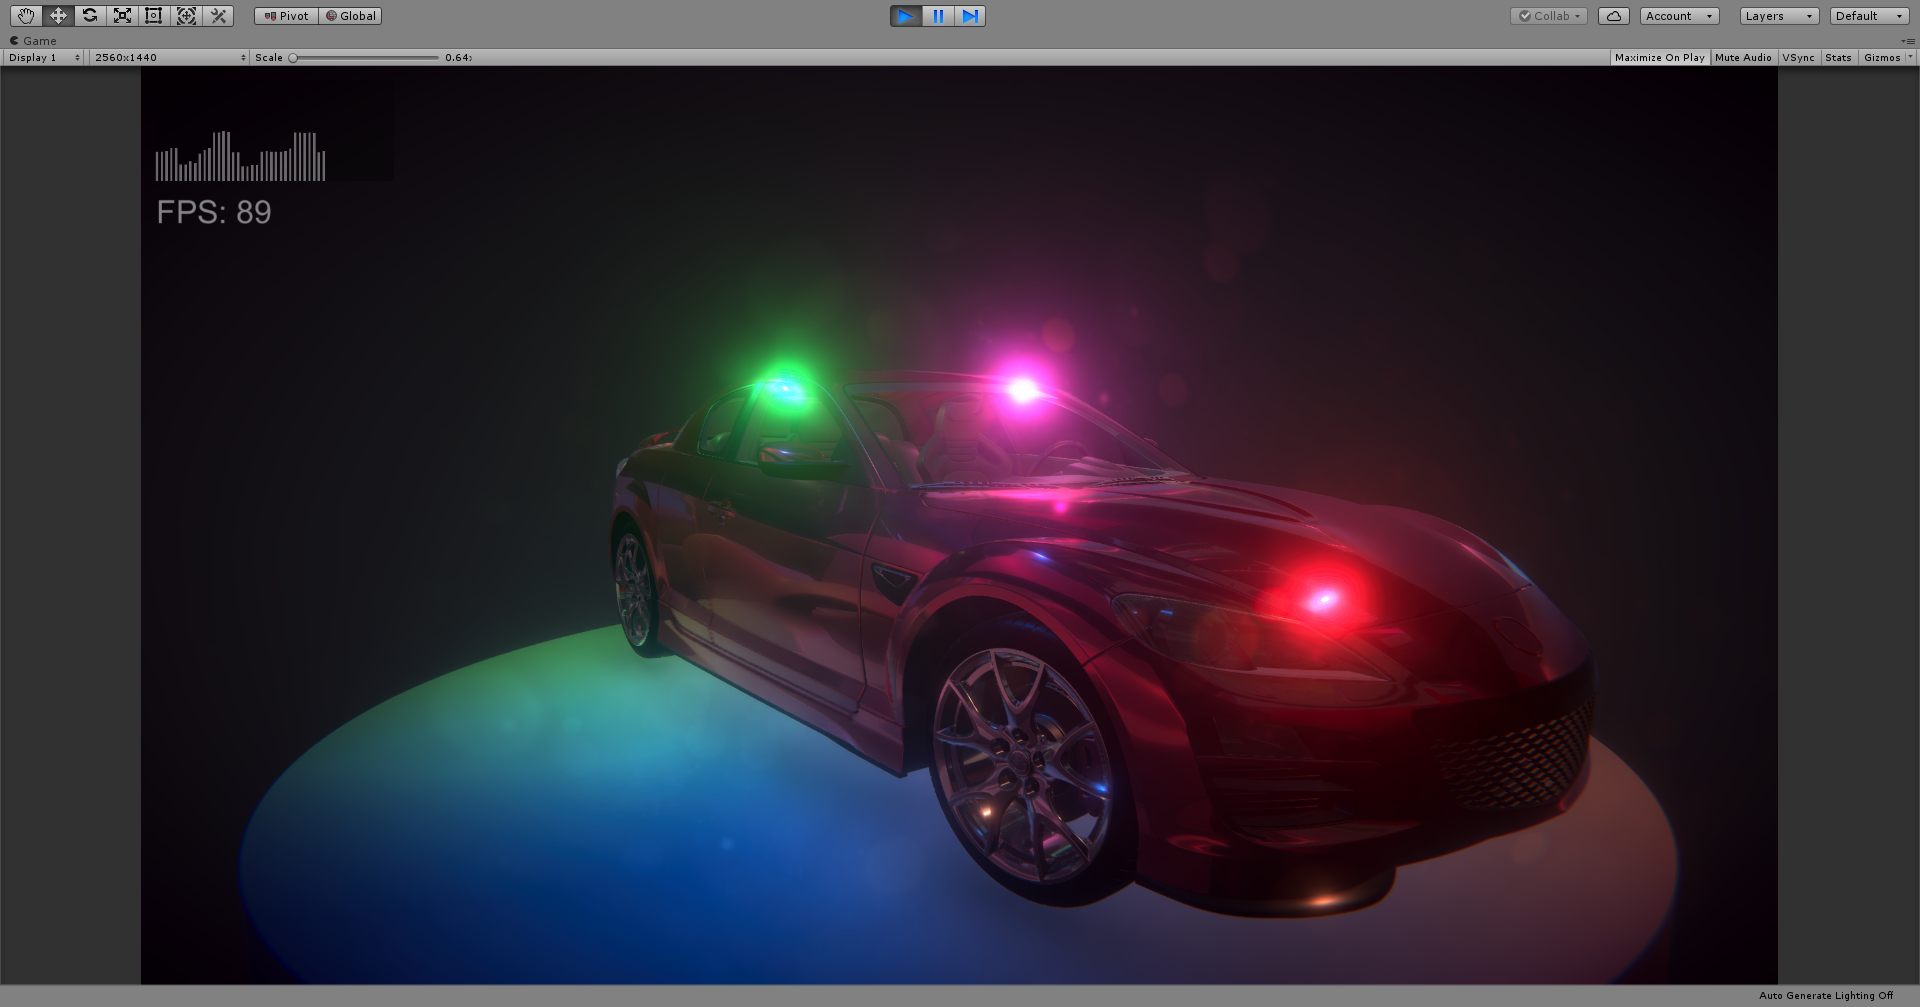 Pivot Global Collab Account Layers Default
Game
Display 1 2560x1440 Scale 0.64x Maximize On Play Mute Audio VSync Stats Gizmos
FPS: 89
Auto Generate Lighting Off